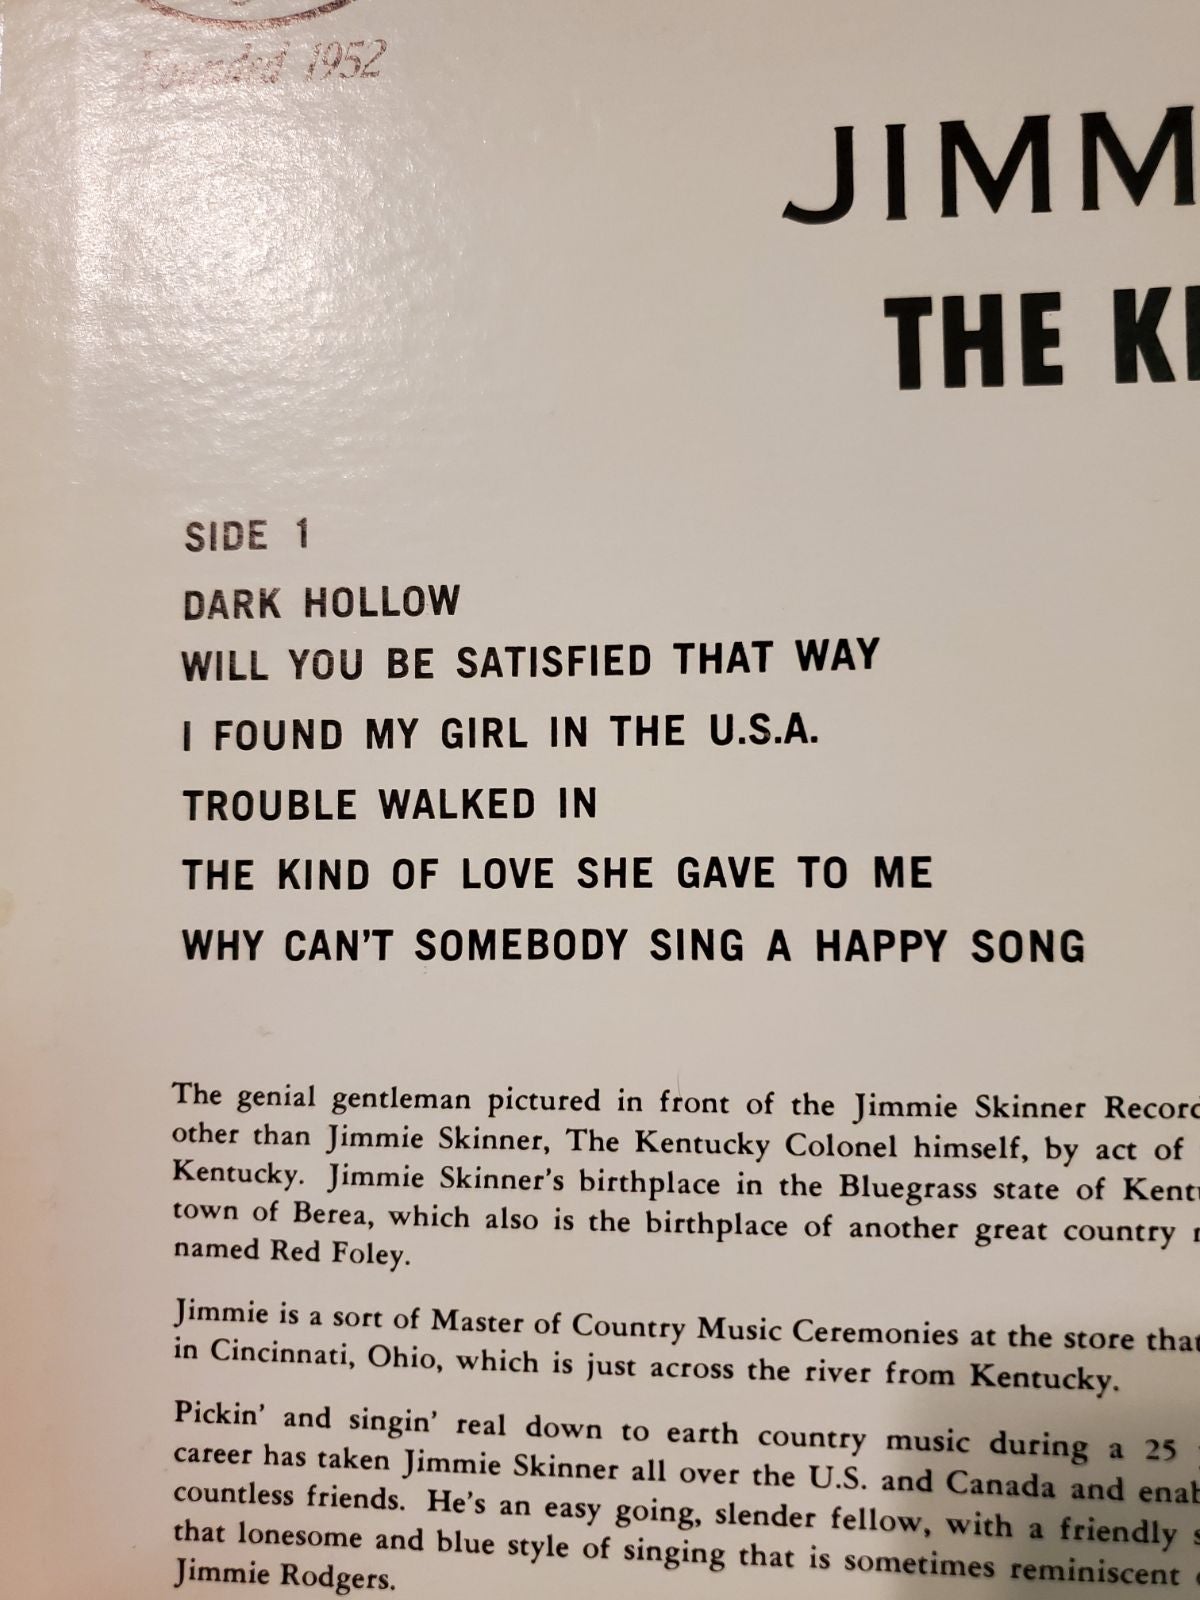 Founded 1952
JIMM
THE KE
SIDE 1
DARK HOLLOW
WILL YOU BE SATISFIED THAT WAY
I FOUND MY GIRL IN THE U.S.A.
TROUBLE WALKED IN
THE KIND OF LOVE SHE GAVE TO ME
WHY CAN'T SOMEBODY SING A HAPPY SONG
The genial gentleman pictured in front of the Jimmie Skinner Record
other than Jimmie Skinner, The Kentucky Colonel himself, by act of
Kentucky. Jimmie Skinner's birthplace in the Bluegrass state of Kent
town of Berea, which also is the birthplace of another great country
named Red Foley.
Jimmie is a sort of Master of Country Music Ceremonies at the store that
in Cincinnati, Ohio, which is just across the river from Kentucky.
Pickin' and singin' real down to earth country music during a 25
career has taken Jimmie Skinner all over the U.S. and Canada and enab
countless friends. He's an easy going, slender fellow, with a friendly
that lonesome and blue style of singing that is sometimes reminiscent
Jimmie Rodgers.